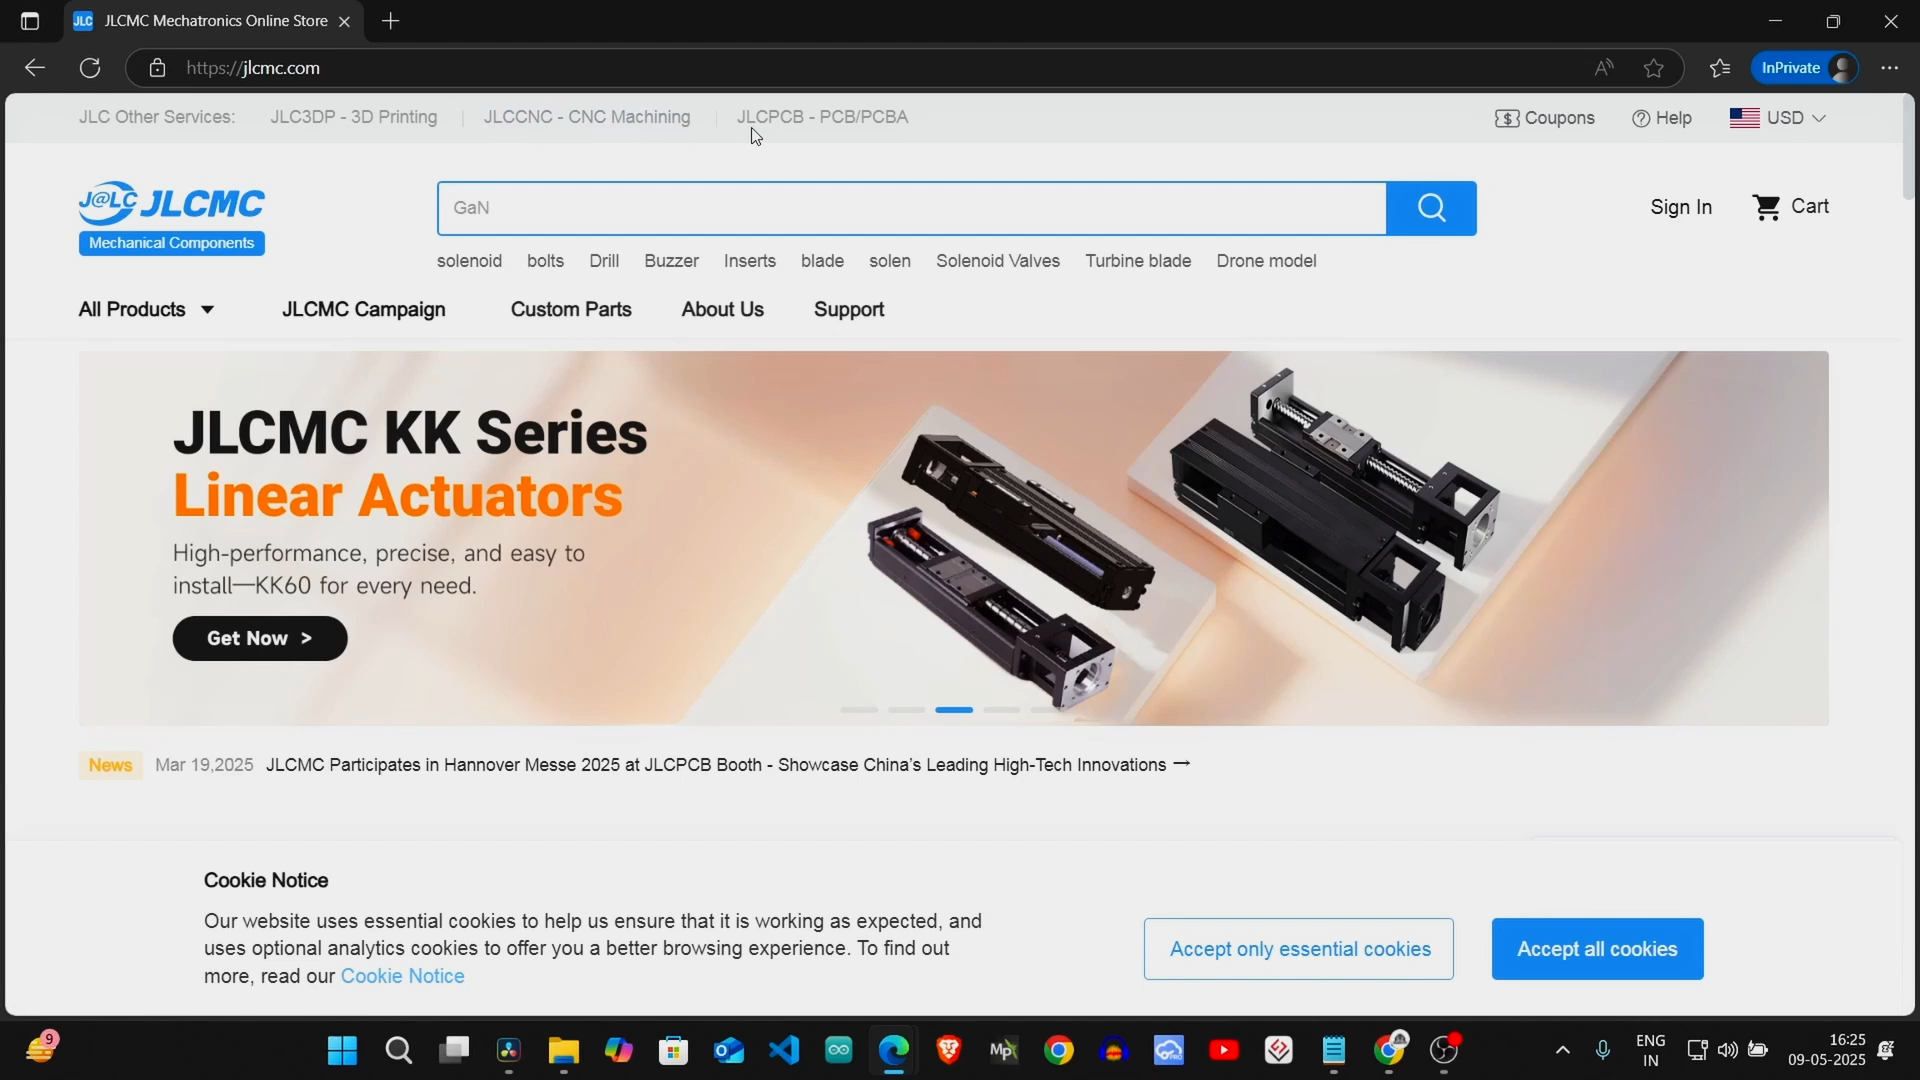 JLC JLCMC Mechatronics Online Store
https://jlcmc.com
InPrivate
JLC Other Services: JLC3DP - 3D Printing JLCCNC - CNC Machining JLCPCB - PCB/PCBA Coupons Help USD
J@LC JLCMC
Mechanical Components
GaN
Sign In Cart
solenoid bolts Drill Buzzer Inserts blade solen Solenoid Valves Turbine blade Drone model
All Products JLCMC Campaign Custom Parts About Us Support
JLCMC KK Series
Linear Actuators
High-performance, precise, and easy to
install—KK60 for every need.
Get Now >
News Mar 19,2025 JLCMC Participates in Hannover Messe 2025 at JLCPCB Booth - Showcase China's Leading High-Tech Innovations →
Cookie Notice
Our website uses essential cookies to help us ensure that it is working as expected, and
uses optional analytics cookies to offer you a better browsing experience. To find out
more, read our Cookie Notice
Accept only essential cookies Accept all cookies
9
ENG
IN
16:25
09-05-2025